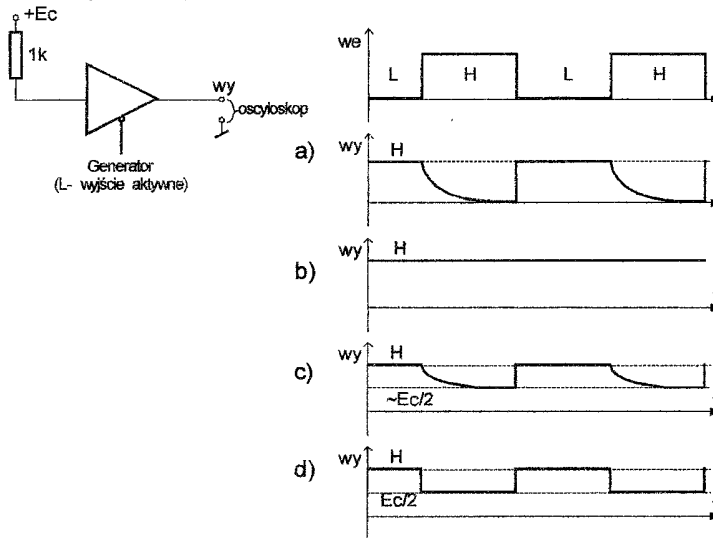 +Ec
1k
wy
oscyloskop
Generator
(L- wyjście aktywne)
we
L
H
L
H
a)
wy
H
b)
wy
H
c)
wy
H
~Ec/2
d)
wy
H
Ec/2